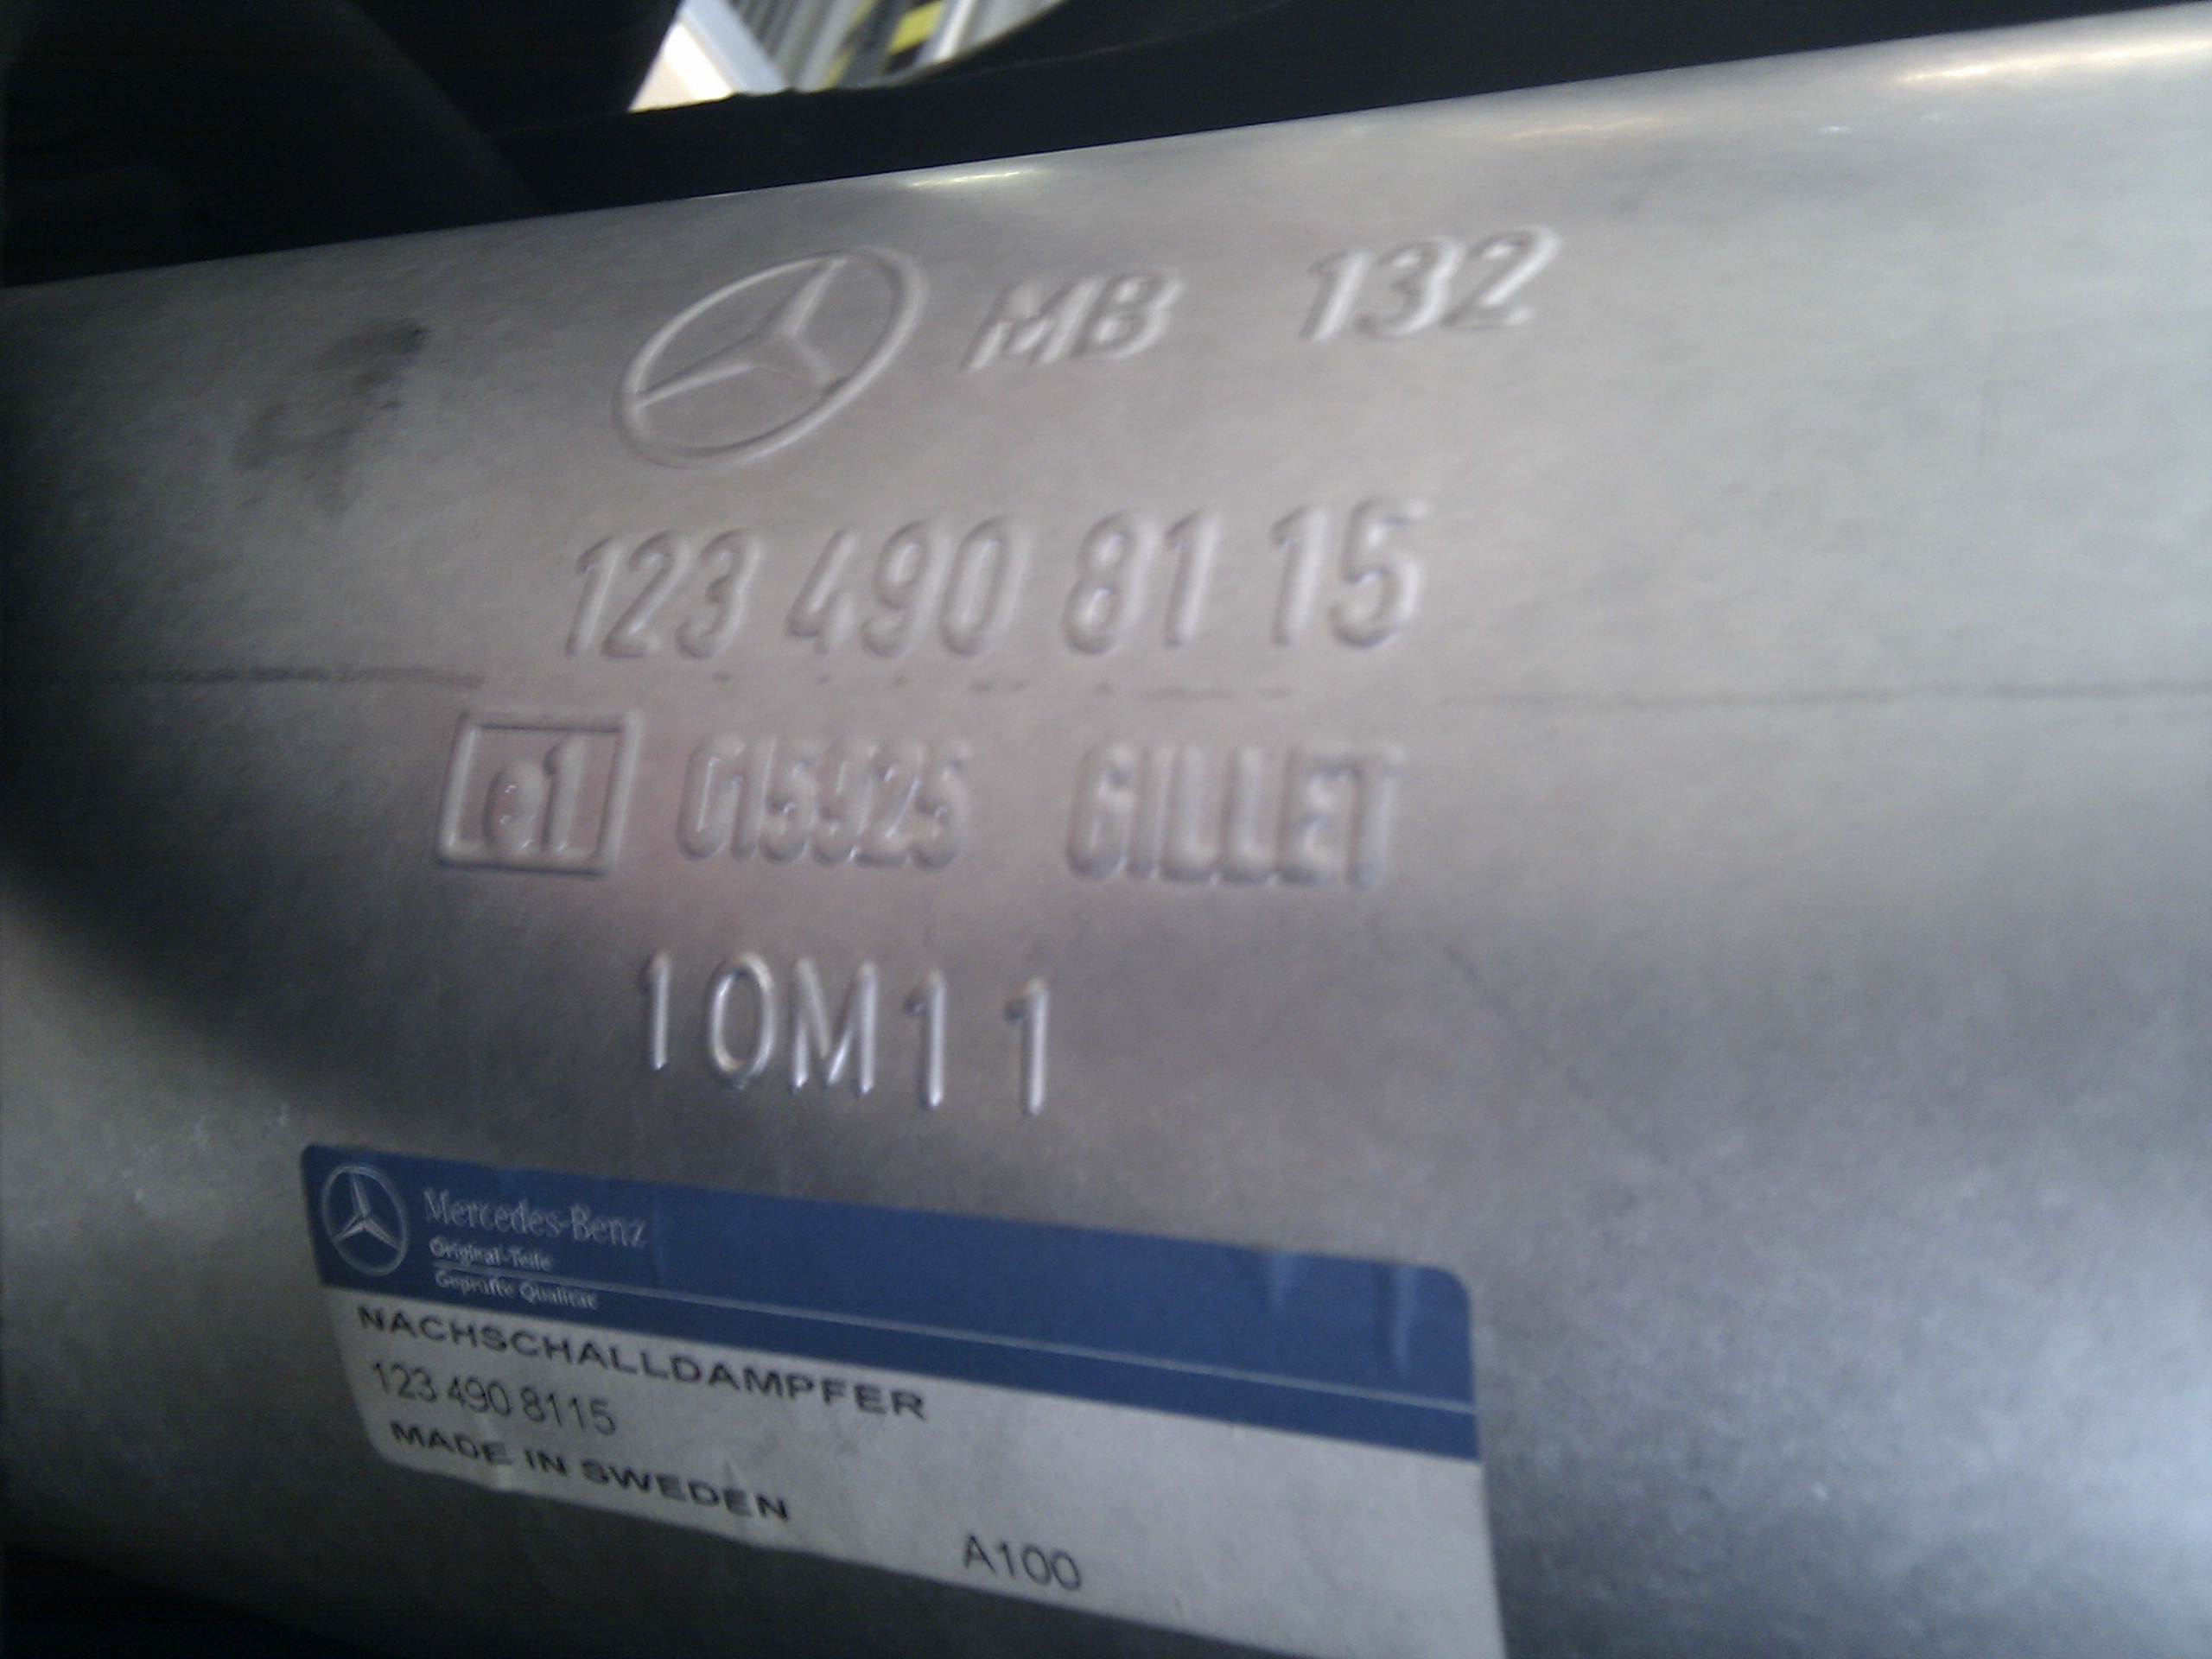 MB 132
123 490 81 15
e1 015925 GILLET
10M11
Mercedes-Benz
Original-Teile
Geprüfte Qualität
NACHSCHALLDAMPFER
123 490 8115
MADE IN SWEDEN
A100